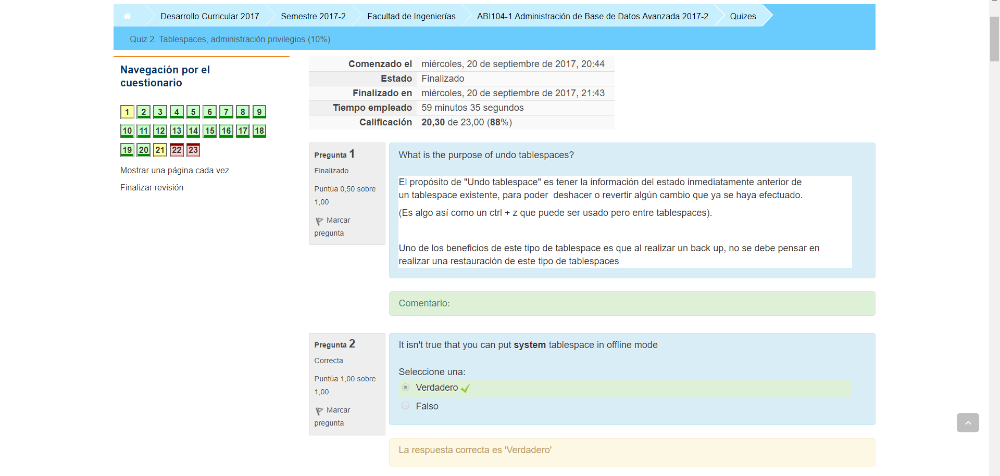 Desarrollo Curricular 2017 Semestre 2017-2 Facultad de Ingenierías ABI104-1 Administración de Base de Datos Avanzada 2017-2 Quizes
Quiz 2. Tablespaces, administración privilegios (10%)
Navegación por el
cuestionario
1 2 3 4 5 6 7 8 9
10 11 12 13 14 15 16 17 18
19 20 21 22 23
Mostrar una página cada vez
Finalizar revisión
Comenzado el miércoles, 20 de septiembre de 2017, 20:44
Estado Finalizado
Finalizado en miércoles, 20 de septiembre de 2017, 21:43
Tiempo empleado 59 minutos 35 segundos
Calificación 20,30 de 23,00 (88%)
Pregunta 1
Finalizado
Puntúa 0,50 sobre
1,00
Marcar
pregunta
What is the purpose of undo tablespaces?
El propósito de "Undo tablespace" es tener la información del estado inmediatamente anterior de
un tablespace existente, para poder  deshacer o revertir algún cambio que ya se haya efectuado.
(Es algo así como un ctrl + z que puede ser usado pero entre tablespaces).
Uno de los beneficios de este tipo de tablespace es que al realizar un back up, no se debe pensar en
realizar una restauración de este tipo de tablespaces
Comentario:
Pregunta 2
Correcta
Puntúa 1,00 sobre
1,00
Marcar
pregunta
It isn't true that you can put system tablespace in offline mode
Seleccione una:
Verdadero
Falso
La respuesta correcta es 'Verdadero'